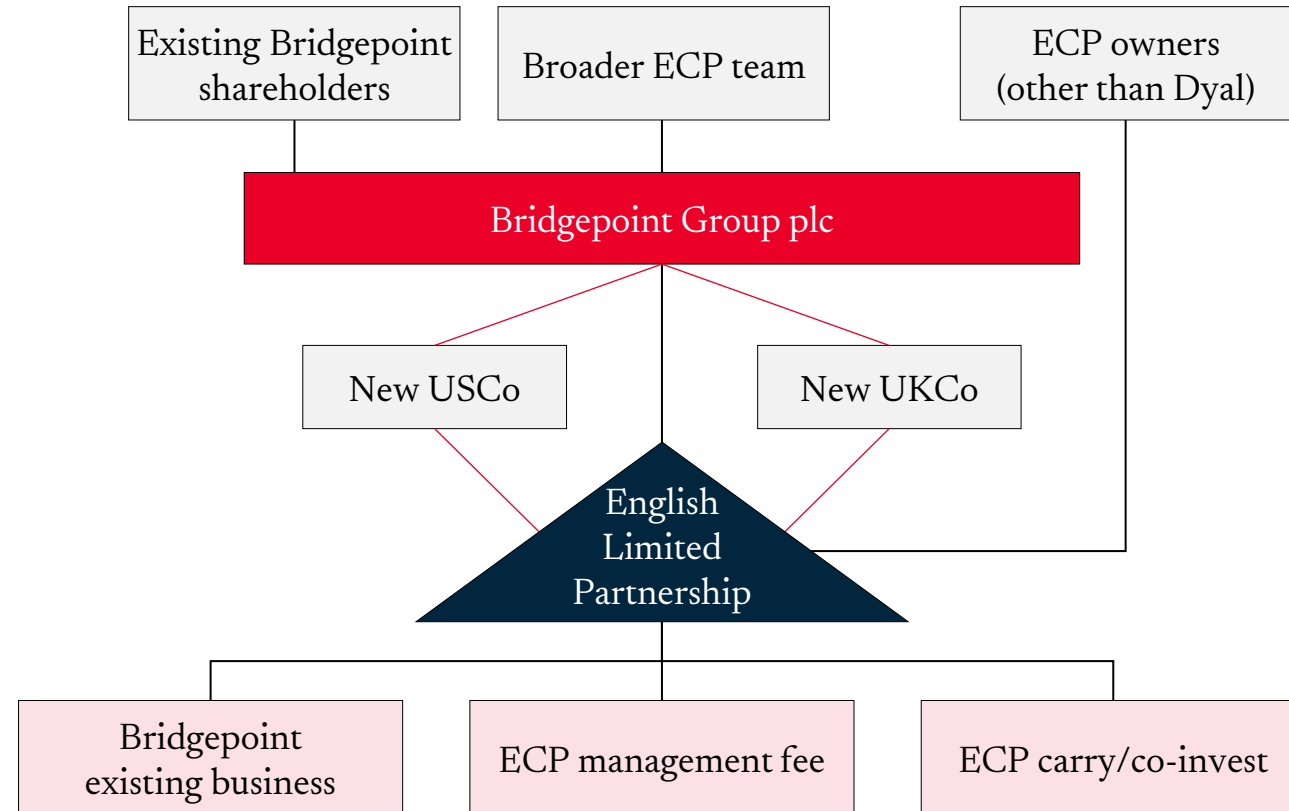 Existing Bridgepoint
shareholders
Broader ECP team
ECP owners
(other than Dyal)
Bridgepoint Group plc
New USCo
New UKCo
English
Limited
Partnership
Bridgepoint
existing business
ECP management fee
ECP carry/co-invest